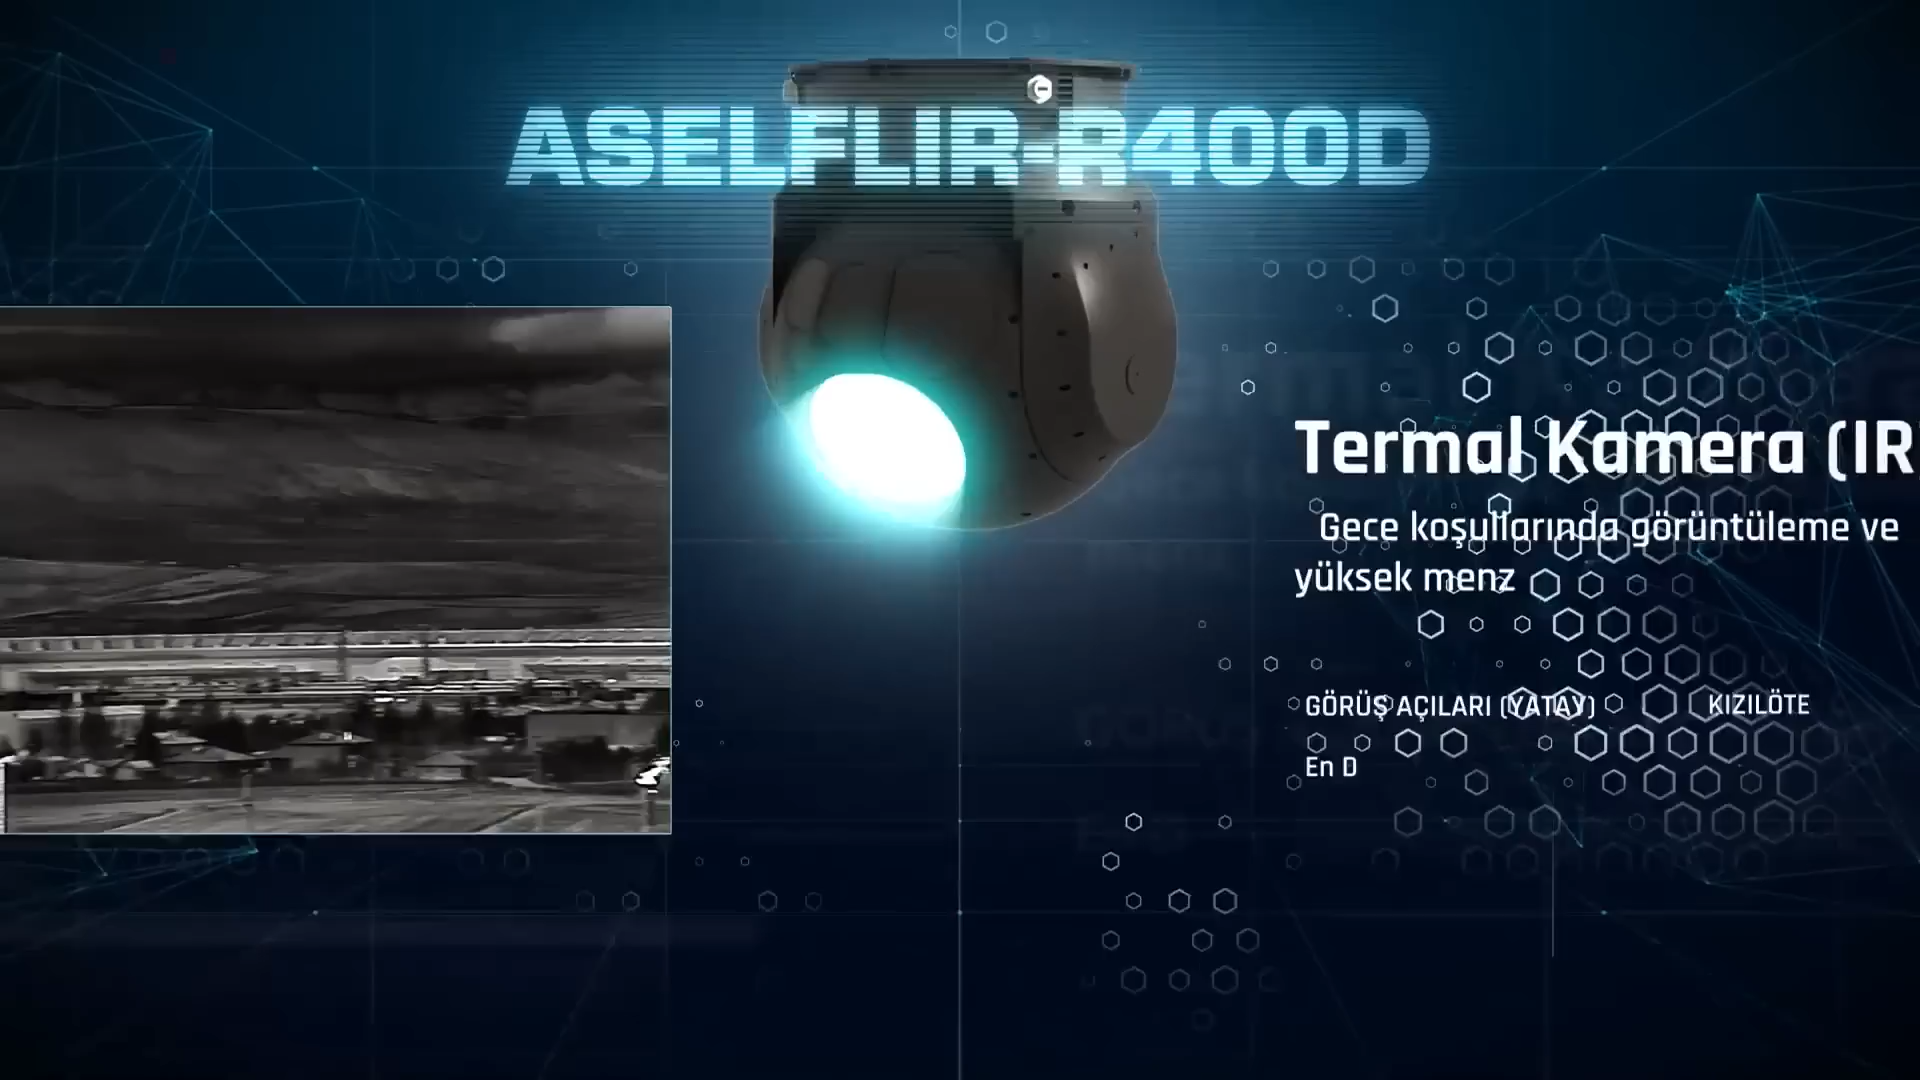 ASELFLIR-R400D
Termal Kamera (IR)
Gece koşullarında görüntüleme ve
yüksek menz
GÖRÜŞ AÇILARI (YATAY)
KIZILÖTE
En D